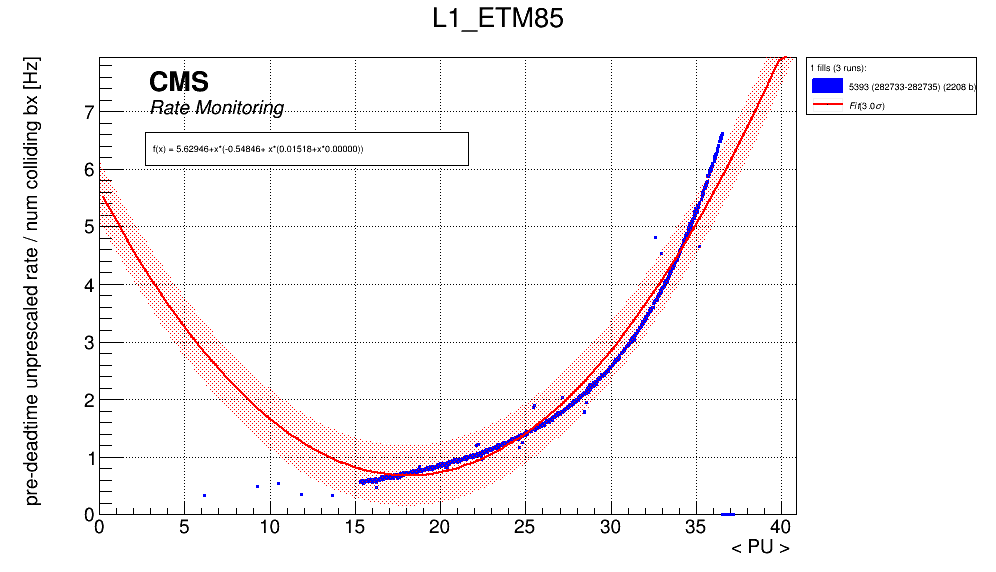 L1_ETM85
pre-deadtime unprescaled rate / num colliding bx [Hz]
CMS
Rate Monitoring
f(x) = 5.62946+x*(-0.54846+ x*(0.01518+x*0.00000))
7
6
5
4
3
2
1
0
0 5 10 15 20 25 30 35 40
< PU >
1 fills (3 runs):
5393 (282733-282735) (2208 b)
Fit(3.0σ)